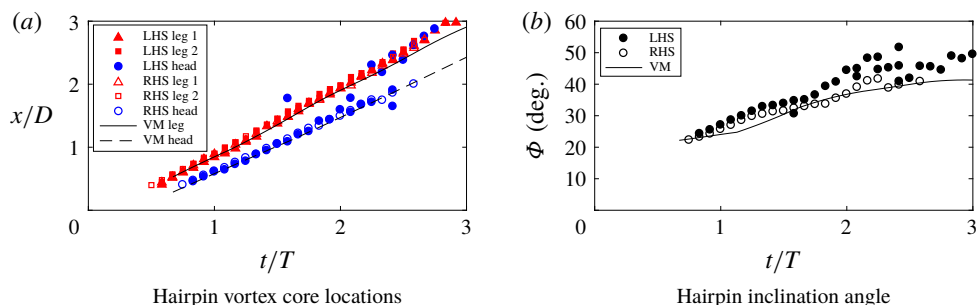 (a)
3
2
x/D
1
0
1
2
3
t/T
LHS leg 1
LHS leg 2
LHS head
RHS leg 1
RHS leg 2
RHS head
VM leg
VM head
Hairpin vortex core locations
(b)
60
50
40
Φ (deg.)
30
20
10
0
1
2
3
t/T
LHS
RHS
VM
Hairpin inclination angle